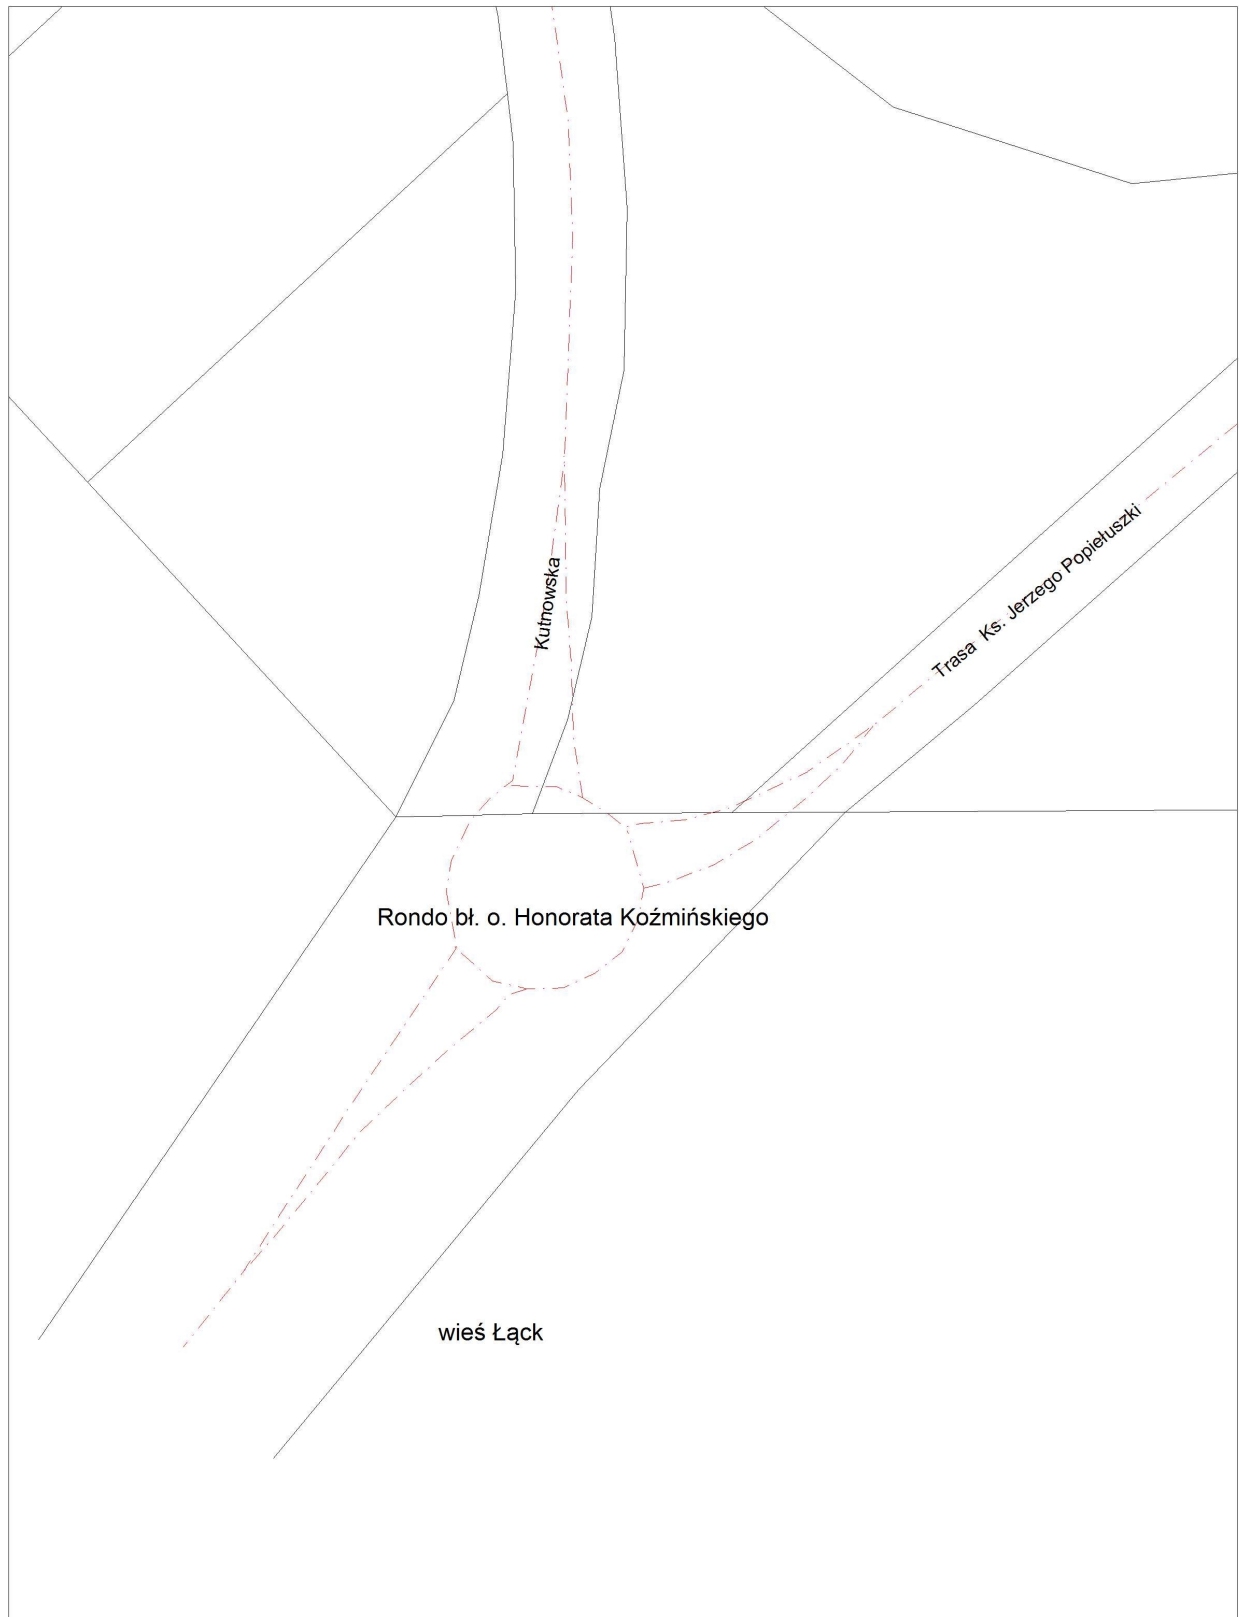 Kutnowska
Trasa Ks. Jerzego Popiełuszki
Rondo bł. o. Honorata Koźmińskiego
wieś Łąck